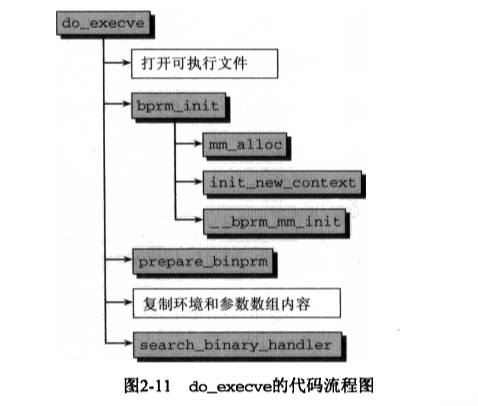 do_execve
打开可执行文件
bprm_init
mm_alloc
init_new_context
__bprm_mm_init
prepare_binprm
复制环境和参数数组内容
search_binary_handler
图2-11 do_execve的代码流程图